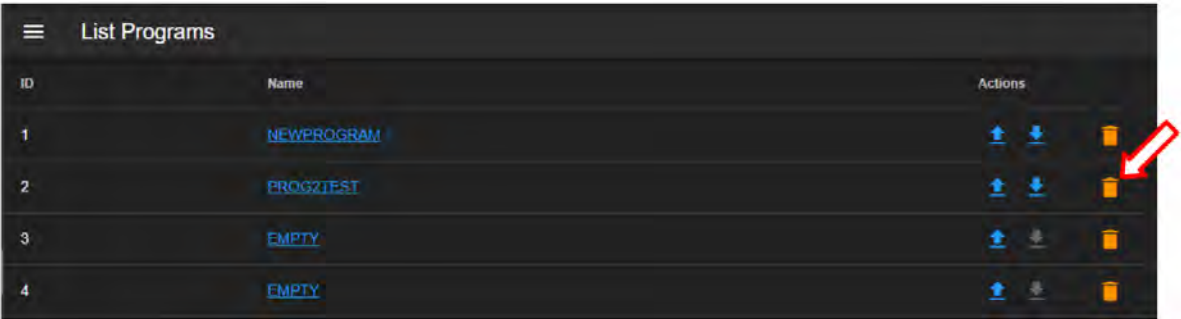 List Programs
ID Name Actions
1 NEWPROGRAM
2 PROG2TEST
3 EMPTY
4 EMPTY